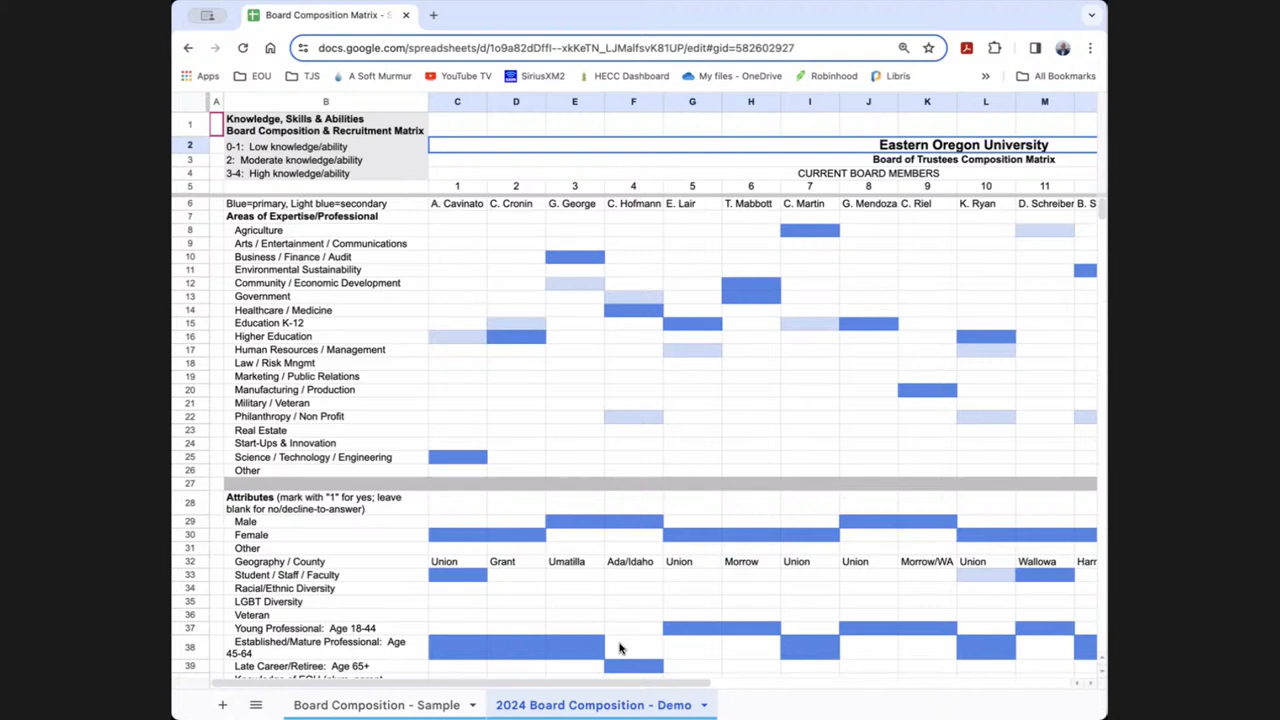 Board Composition Matrix - S
docs.google.com/spreadsheets/d/1o9a82dDffI--xkKeTN_LJMalfsvK81UP/edit#gid=582602927
Apps EOU TJS A Soft Murmur YouTube TV SiriusXM2 HECC Dashboard My files - OneDrive Robinhood Libris » All Bookmarks
A B C D E F G H I J K L M
1 Knowledge, Skills & Abilities
Board Composition & Recruitment Matrix
2 0-1: Low knowledge/ability Eastern Oregon University
3 2: Moderate knowledge/ability Board of Trustees Composition Matrix
4 3-4: High knowledge/ability CURRENT BOARD MEMBERS
5 1 2 3 4 5 6 7 8 9 10 11
6 Blue=primary, Light blue=secondary A. Cavinato C. Cronin G. George C. Hofmann E. Lair T. Mabbott C. Martin G. Mendoza C. Riel K. Ryan D. Schreiber B. S
7 Areas of Expertise/Professional
8 Agriculture
9 Arts / Entertainment / Communications
10 Business / Finance / Audit
11 Environmental Sustainability
12 Community / Economic Development
13 Government
14 Healthcare / Medicine
15 Education K-12
16 Higher Education
17 Human Resources / Management
18 Law / Risk Mngmt
19 Marketing / Public Relations
20 Manufacturing / Production
21 Military / Veteran
22 Philanthropy / Non Profit
23 Real Estate
24 Start-Ups & Innovation
25 Science / Technology / Engineering
26 Other
27
28 Attributes (mark with "1" for yes; leave
blank for no/decline-to-answer)
29 Male
30 Female
31 Other
32 Geography / County Union Grant Umatilla Ada/Idaho Union Morrow Union Union Morrow/WA Union Wallowa Harr
33 Student / Staff / Faculty
34 Racial/Ethnic Diversity
35 LGBT Diversity
36 Veteran
37 Young Professional: Age 18-44
38 Established/Mature Professional: Age
45-64
39 Late Career/Retiree: Age 65+
Board Composition - Sample 2024 Board Composition - Demo